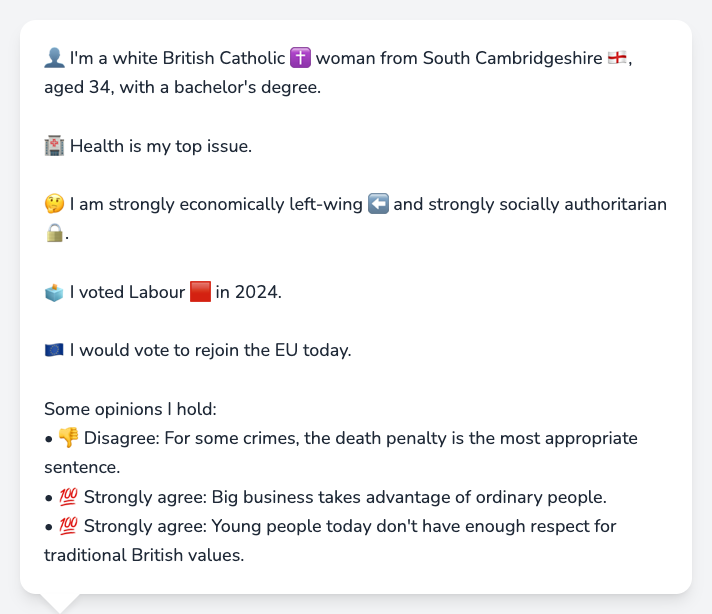 👤 I'm a white British Catholic ✝️ woman from South Cambridgeshire 🏴󠁧󠁢󠁥󠁮󠁧󠁿,
aged 34, with a bachelor's degree.
🏥 Health is my top issue.
🤔 I am strongly economically left-wing ⬅️ and strongly socially authoritarian
🔒.
🗳️ I voted Labour 🟥 in 2024.
🇪🇺 I would vote to rejoin the EU today.
Some opinions I hold:
• 👎 Disagree: For some crimes, the death penalty is the most appropriate
sentence.
• 💯 Strongly agree: Big business takes advantage of ordinary people.
• 💯 Strongly agree: Young people today don't have enough respect for
traditional British values.